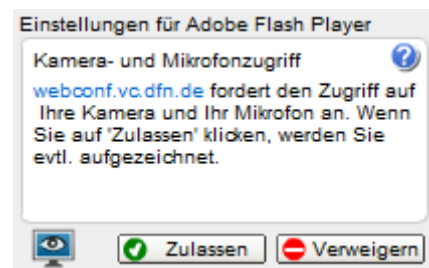 Einstellungen für Adobe Flash Player
Kamera- und Mikrofonzugriff
webconf.vc.dfn.de fordert den Zugriff auf
Ihre Kamera und Ihr Mikrofon an. Wenn
Sie auf 'Zulassen' klicken, werden Sie
evtl. aufgezeichnet.
Zulassen Verweigern